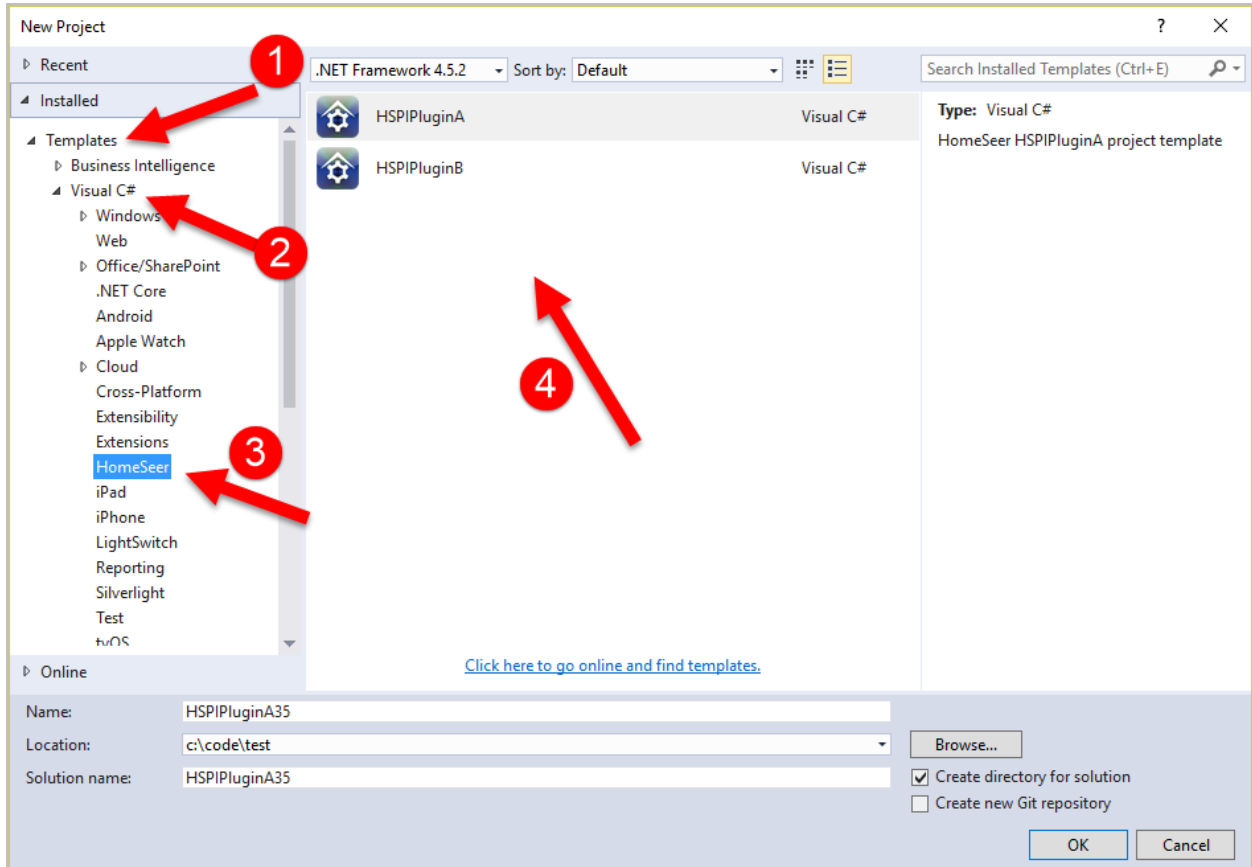 New Project
?
Recent
1
.NET Framework 4.5.2
Sort by:
Default
Search Installed Templates (Ctrl+E)
Installed
HSPIPluginA
Visual C#
Type: Visual C#
HomeSeer HSPIPluginA project template
Templates
Business Intelligence
HSPIPluginB
Visual C#
Visual C#
Windows
2
Web
Office/SharePoint
.NET Core
Android
Apple Watch
Cloud
4
Cross-Platform
Extensibility
Extensions
3
HomeSeer
iPad
iPhone
LightSwitch
Reporting
Silverlight
Test
tvOS
Click here to go online and find templates.
Online
Name:
HSPIPluginA35
Location:
c:\code\test
Browse...
Solution name:
HSPIPluginA35
Create directory for solution
Create new Git repository
OK
Cancel